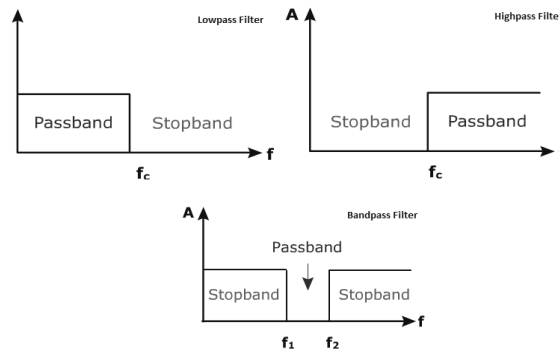 Lowpass Filter
Passband
Stopband
f
fc
A
Highpass Filte
Stopband
Passband
fc
A
Bandpass Filter
Passband
Stopband
Stopband
f
f1
f2